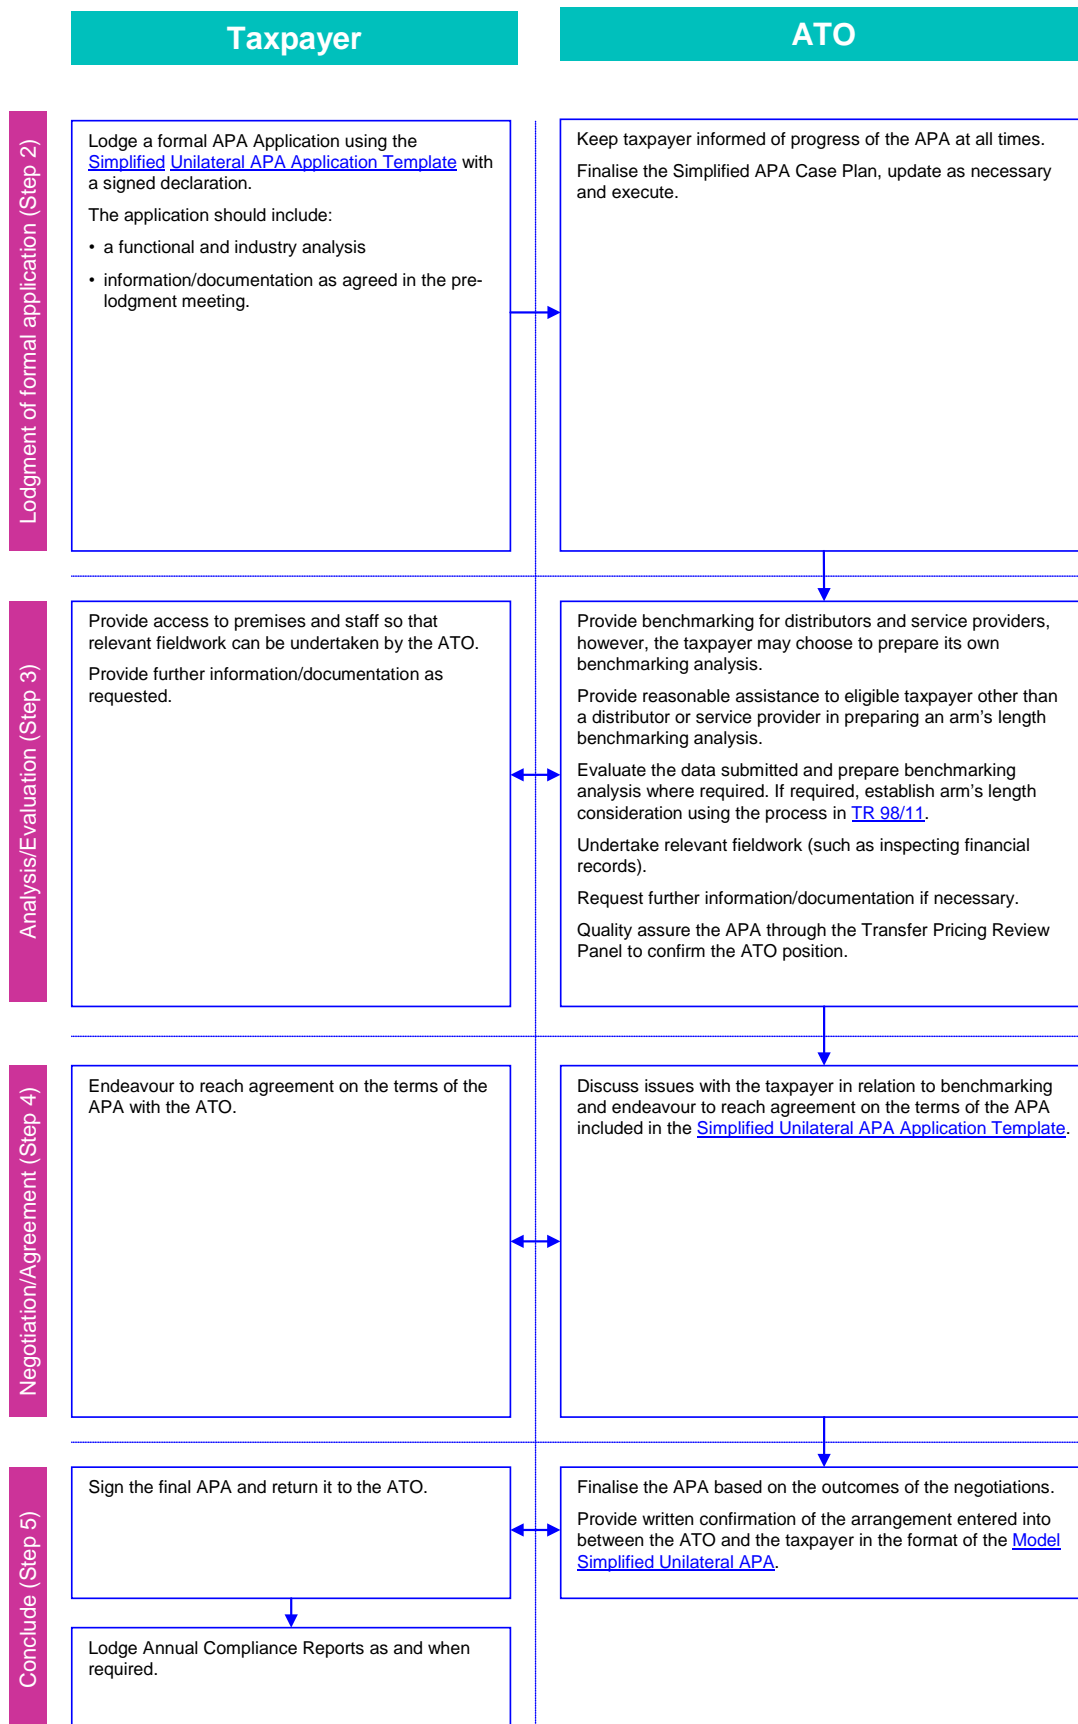 Taxpayer
ATO
Lodgment of formal application (Step 2)
Lodge a formal APA Application using the
Simplified Unilateral APA Application Template with
a signed declaration.
The application should include:
• a functional and industry analysis
• information/documentation as agreed in the pre-
lodgment meeting.
Keep taxpayer informed of progress of the APA at all times.
Finalise the Simplified APA Case Plan, update as necessary
and execute.
Analysis/Evaluation (Step 3)
Provide access to premises and staff so that
relevant fieldwork can be undertaken by the ATO.
Provide further information/documentation as
requested.
Provide benchmarking for distributors and service providers,
however, the taxpayer may choose to prepare its own
benchmarking analysis.
Provide reasonable assistance to eligible taxpayer other than
a distributor or service provider in preparing an arm's length
benchmarking analysis.
Evaluate the data submitted and prepare benchmarking
analysis where required. If required, establish arm's length
consideration using the process in TR 98/11.
Undertake relevant fieldwork (such as inspecting financial
records).
Request further information/documentation if necessary.
Quality assure the APA through the Transfer Pricing Review
Panel to confirm the ATO position.
Negotiation/Agreement (Step 4)
Endeavour to reach agreement on the terms of the
APA with the ATO.
Discuss issues with the taxpayer in relation to benchmarking
and endeavour to reach agreement on the terms of the APA
included in the Simplified Unilateral APA Application Template.
Conclude (Step 5)
Sign the final APA and return it to the ATO.
Finalise the APA based on the outcomes of the negotiations.
Provide written confirmation of the arrangement entered into
between the ATO and the taxpayer in the format of the Model
Simplified Unilateral APA.
Lodge Annual Compliance Reports as and when
required.